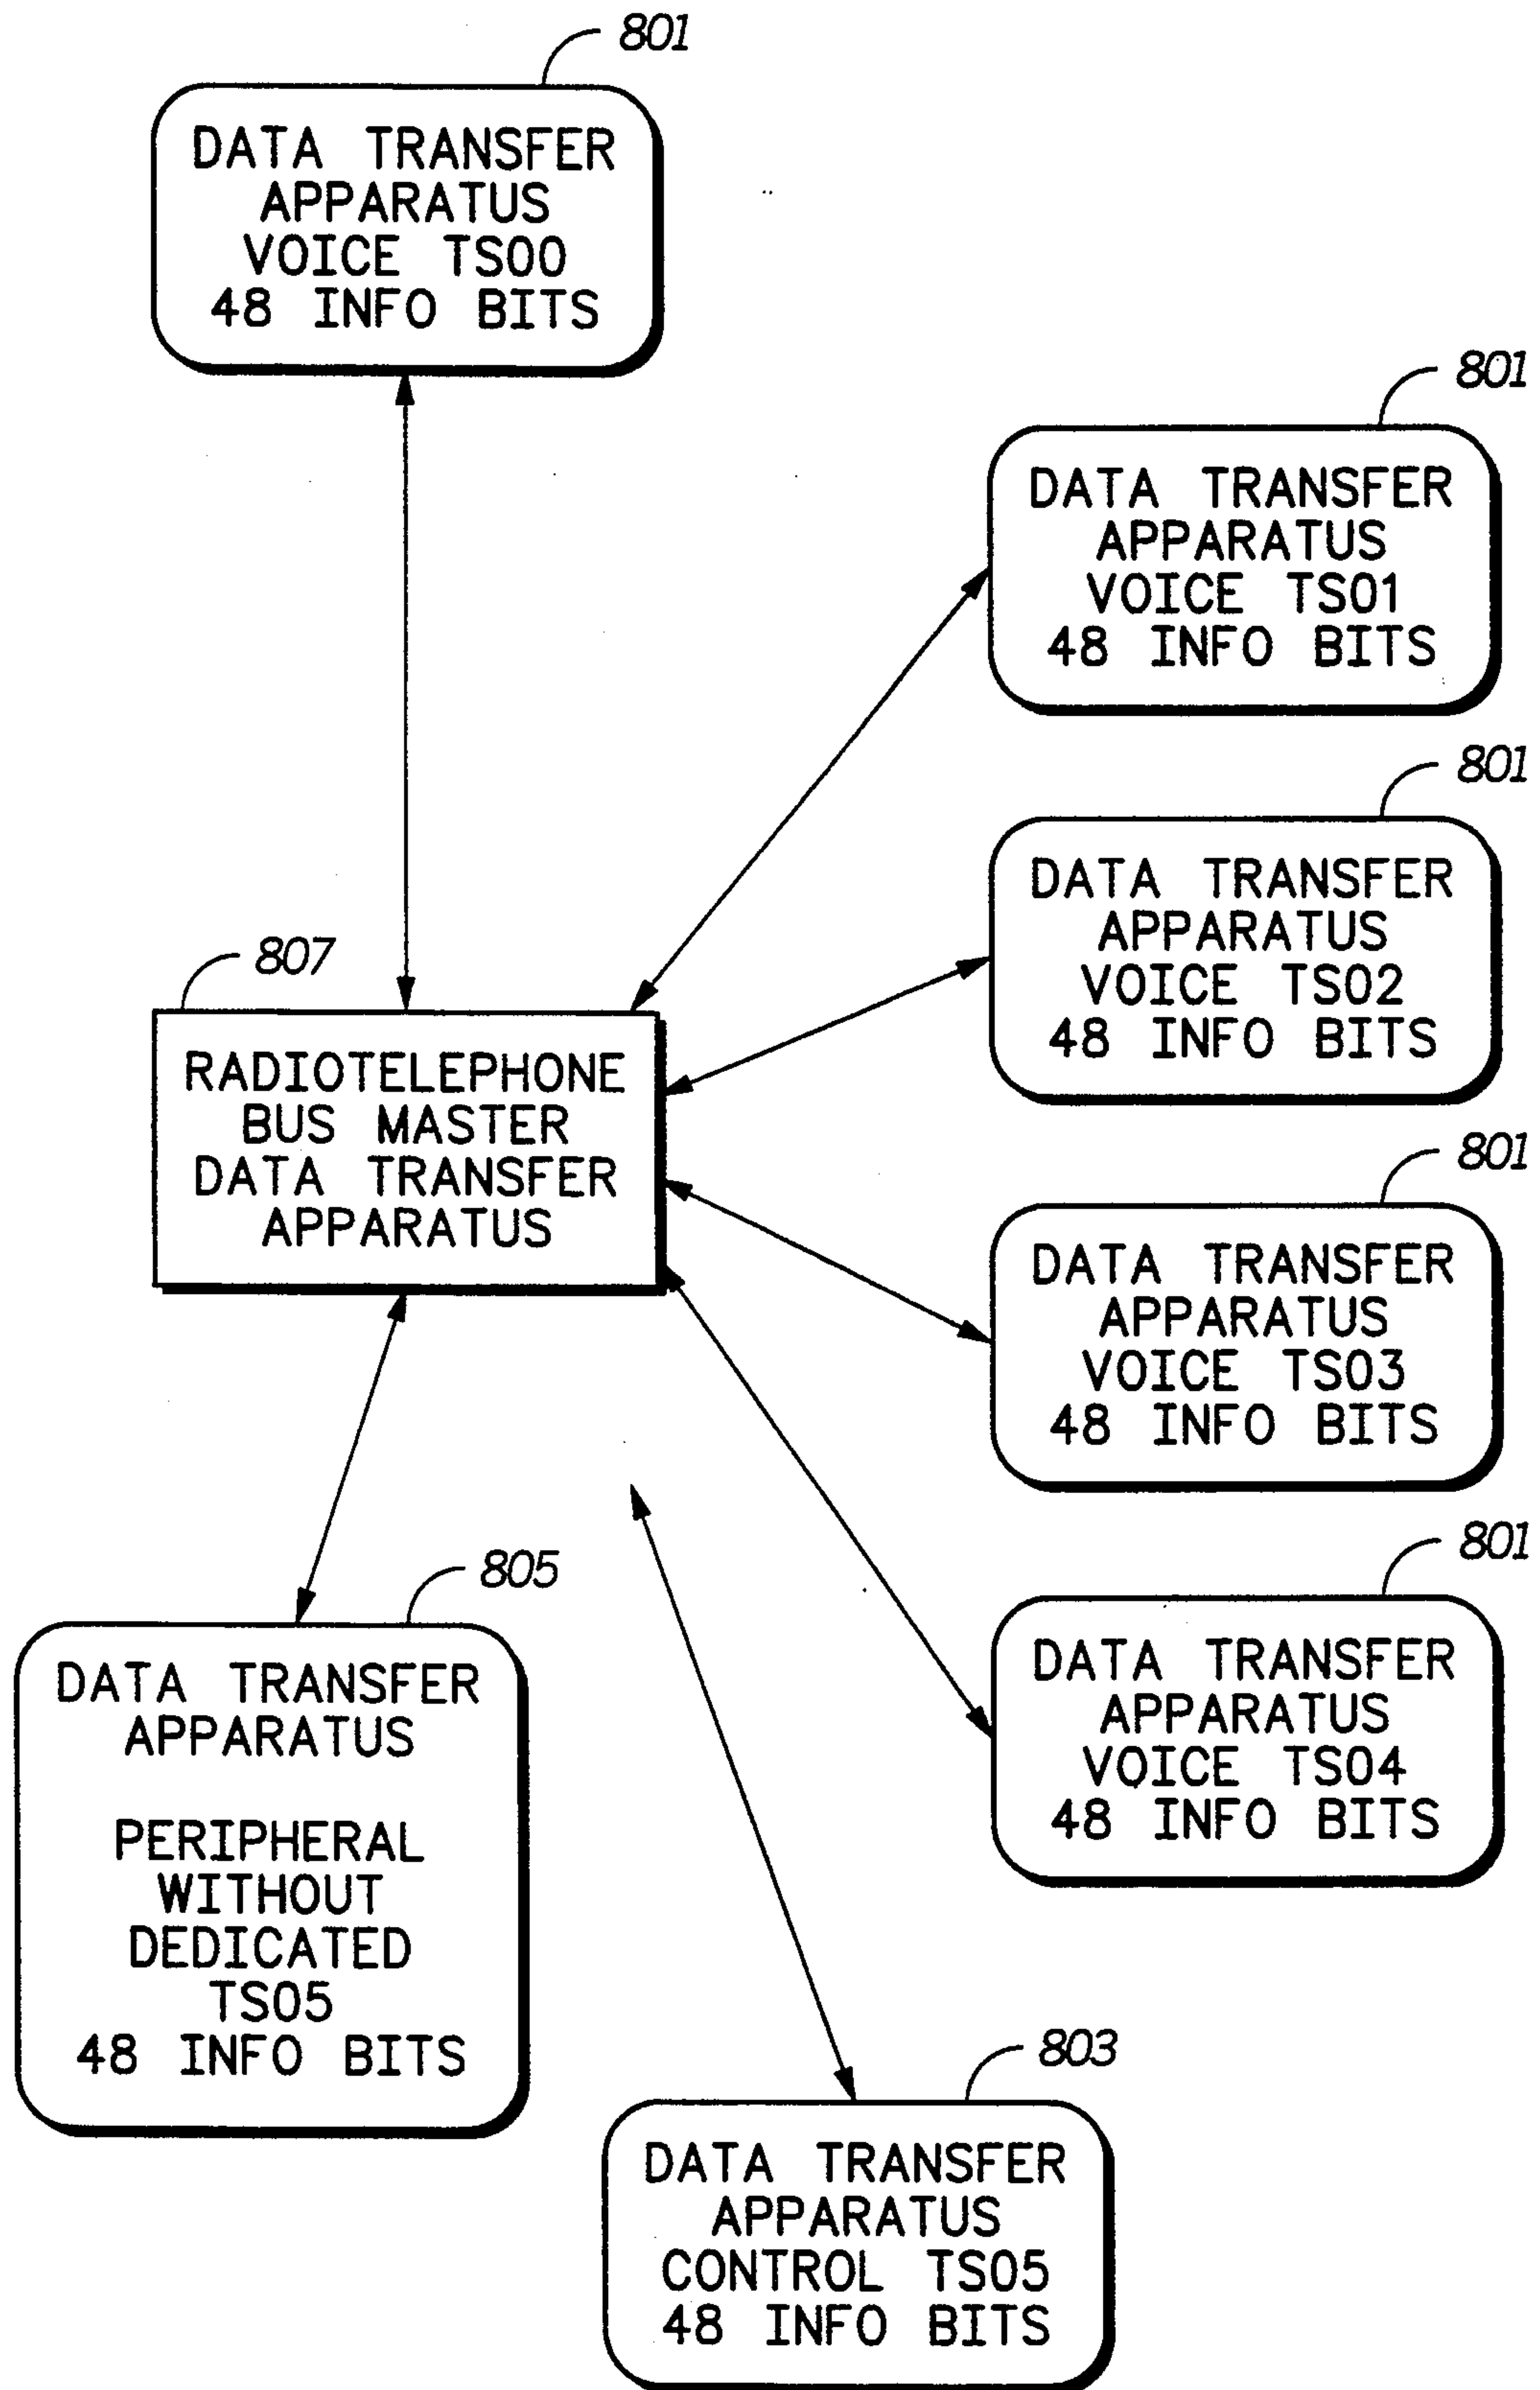 801
DATA TRANSFER
APPARATUS
VOICE TS00
48 INFO BITS
801
DATA TRANSFER
APPARATUS
VOICE TS01
48 INFO BITS
801
DATA TRANSFER
APPARATUS
VOICE TS02
48 INFO BITS
807
RADIOTELEPHONE
BUS MASTER
DATA TRANSFER
APPARATUS
801
DATA TRANSFER
APPARATUS
VOICE TS03
48 INFO BITS
801
DATA TRANSFER
APPARATUS
VOICE TS04
48 INFO BITS
805
DATA TRANSFER
APPARATUS
PERIPHERAL
WITHOUT
DEDICATED
TS05
48 INFO BITS
803
DATA TRANSFER
APPARATUS
CONTROL TS05
48 INFO BITS